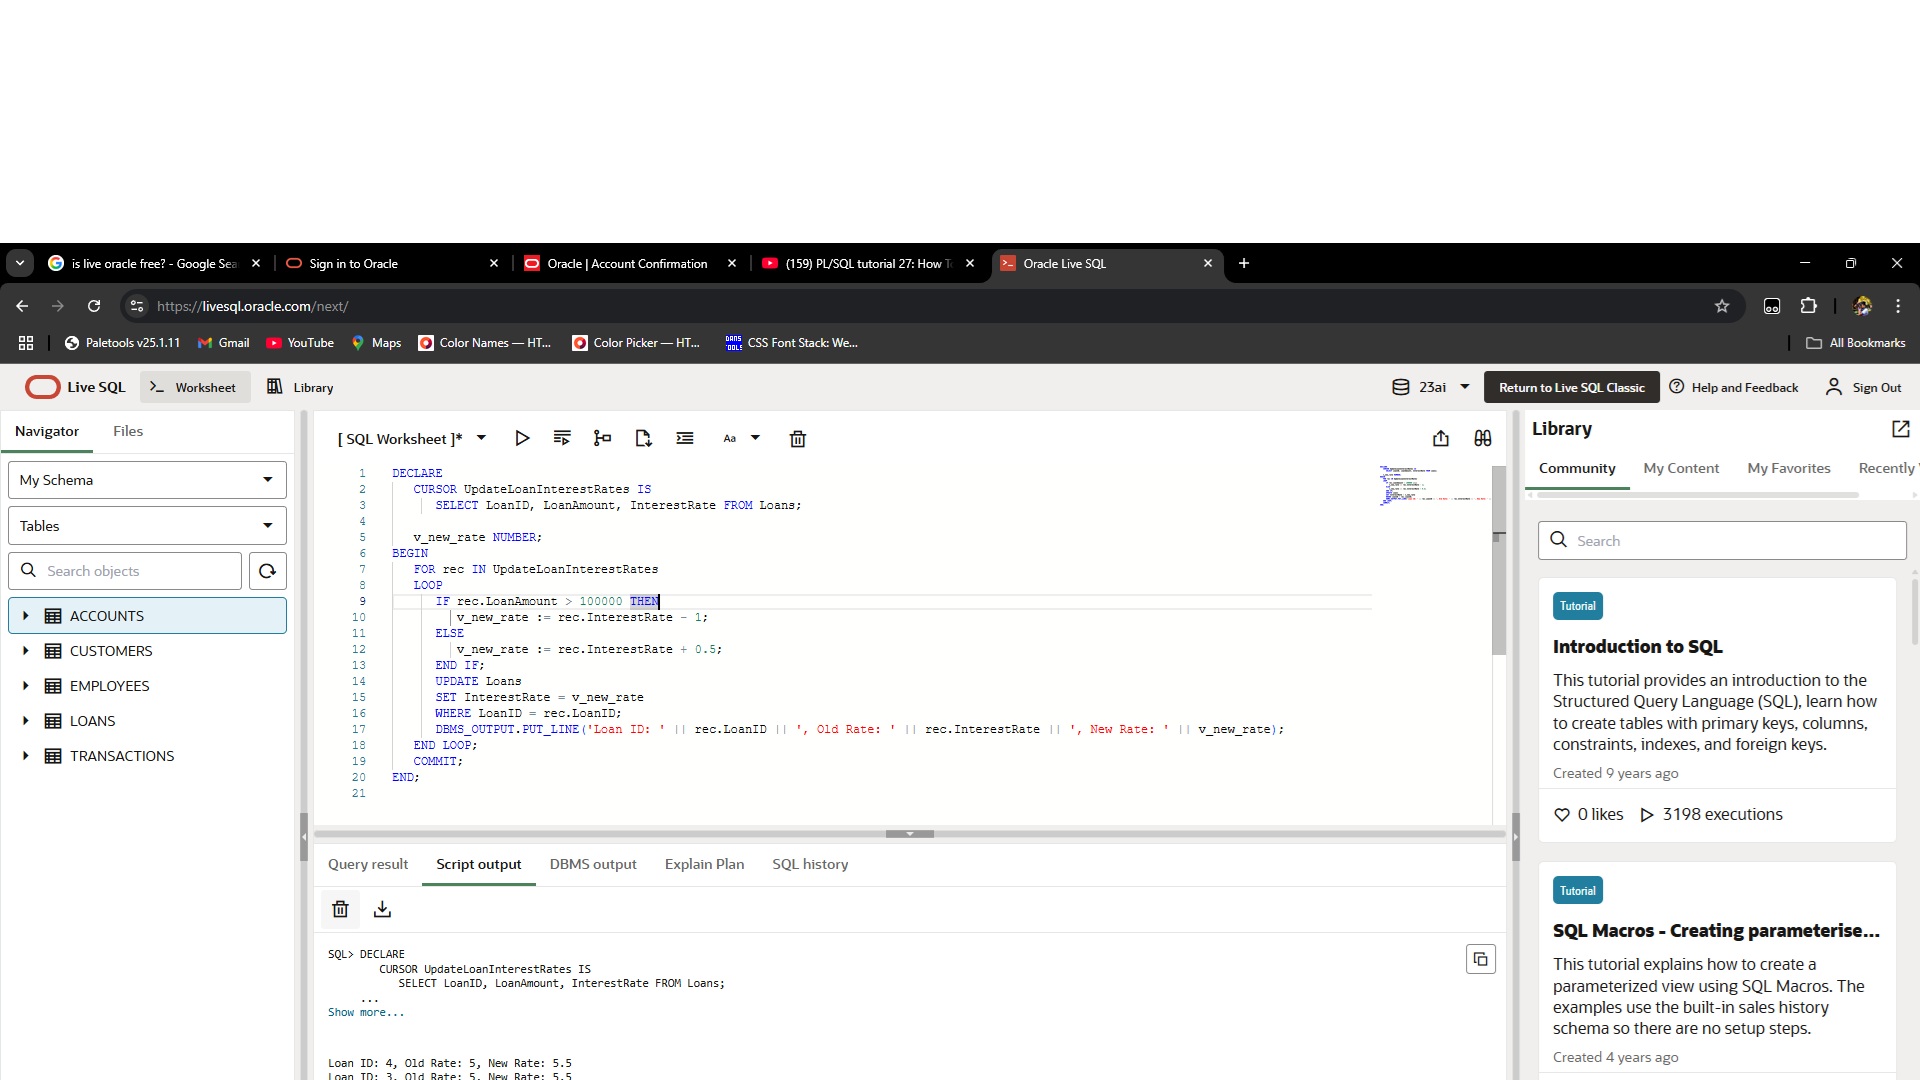 is live oracle free? - Google Sea
Sign in to Oracle
Oracle | Account Confirmation
(159) PL/SQL tutorial 27: How T
Oracle Live SQL
https://livesql.oracle.com/next/
Paletools v25.1.11
Gmail
YouTube
Maps
Color Names — HT...
Color Picker — HT...
CSS Font Stack: We...
All Bookmarks
Live SQL
Worksheet
Library
23ai
Return to Live SQL Classic
Help and Feedback
Sign Out
Navigator
Files
My Schema
Tables
Search objects
ACCOUNTS
CUSTOMERS
EMPLOYEES
LOANS
TRANSACTIONS
[ SQL Worksheet ]*
Aa
1 DECLARE
2 CURSOR UpdateLoanInterestRates IS
3 SELECT LoanID, LoanAmount, InterestRate FROM Loans;
4
5 v_new_rate NUMBER;
6 BEGIN
7 FOR rec IN UpdateLoanInterestRates
8 LOOP
9 IF rec.LoanAmount > 100000 THEN
10 v_new_rate := rec.InterestRate - 1;
11 ELSE
12 v_new_rate := rec.InterestRate + 0.5;
13 END IF;
14 UPDATE Loans
15 SET InterestRate = v_new_rate
16 WHERE LoanID = rec.LoanID;
17 DBMS_OUTPUT.PUT_LINE('Loan ID: ' || rec.LoanID || ', Old Rate: ' || rec.InterestRate || ', New Rate: ' || v_new_rate);
18 END LOOP;
19 COMMIT;
20 END;
21
Query result
Script output
DBMS output
Explain Plan
SQL history
SQL> DECLARE
CURSOR UpdateLoanInterestRates IS
SELECT LoanID, LoanAmount, InterestRate FROM Loans;
...
Show more...
Loan ID: 4, Old Rate: 5, New Rate: 5.5
Loan ID: 3, Old Rate: 5, New Rate: 5.5
Library
Community
My Content
My Favorites
Recently
Search
Tutorial
Introduction to SQL
This tutorial provides an introduction to the
Structured Query Language (SQL), learn how
to create tables with primary keys, columns,
constraints, indexes, and foreign keys.
Created 9 years ago
0 likes
3198 executions
Tutorial
SQL Macros - Creating parameterise...
This tutorial explains how to create a
parameterized view using SQL Macros. The
examples use the built-in sales history
schema so there are no setup steps.
Created 4 years ago